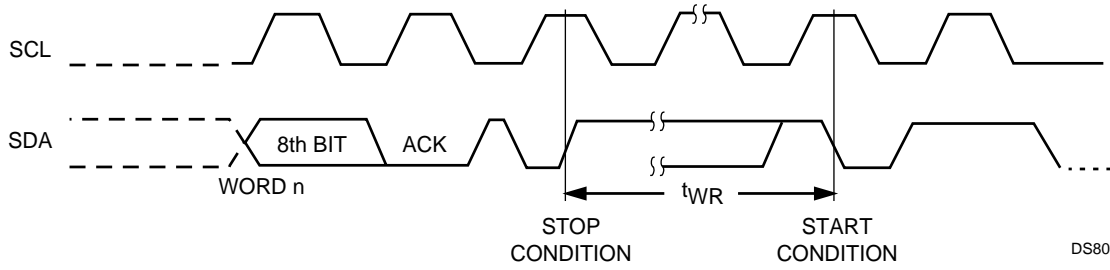 SCL
SDA
8th BIT
ACK
WORD n
tWR
STOP
CONDITION
START
CONDITION
DS80